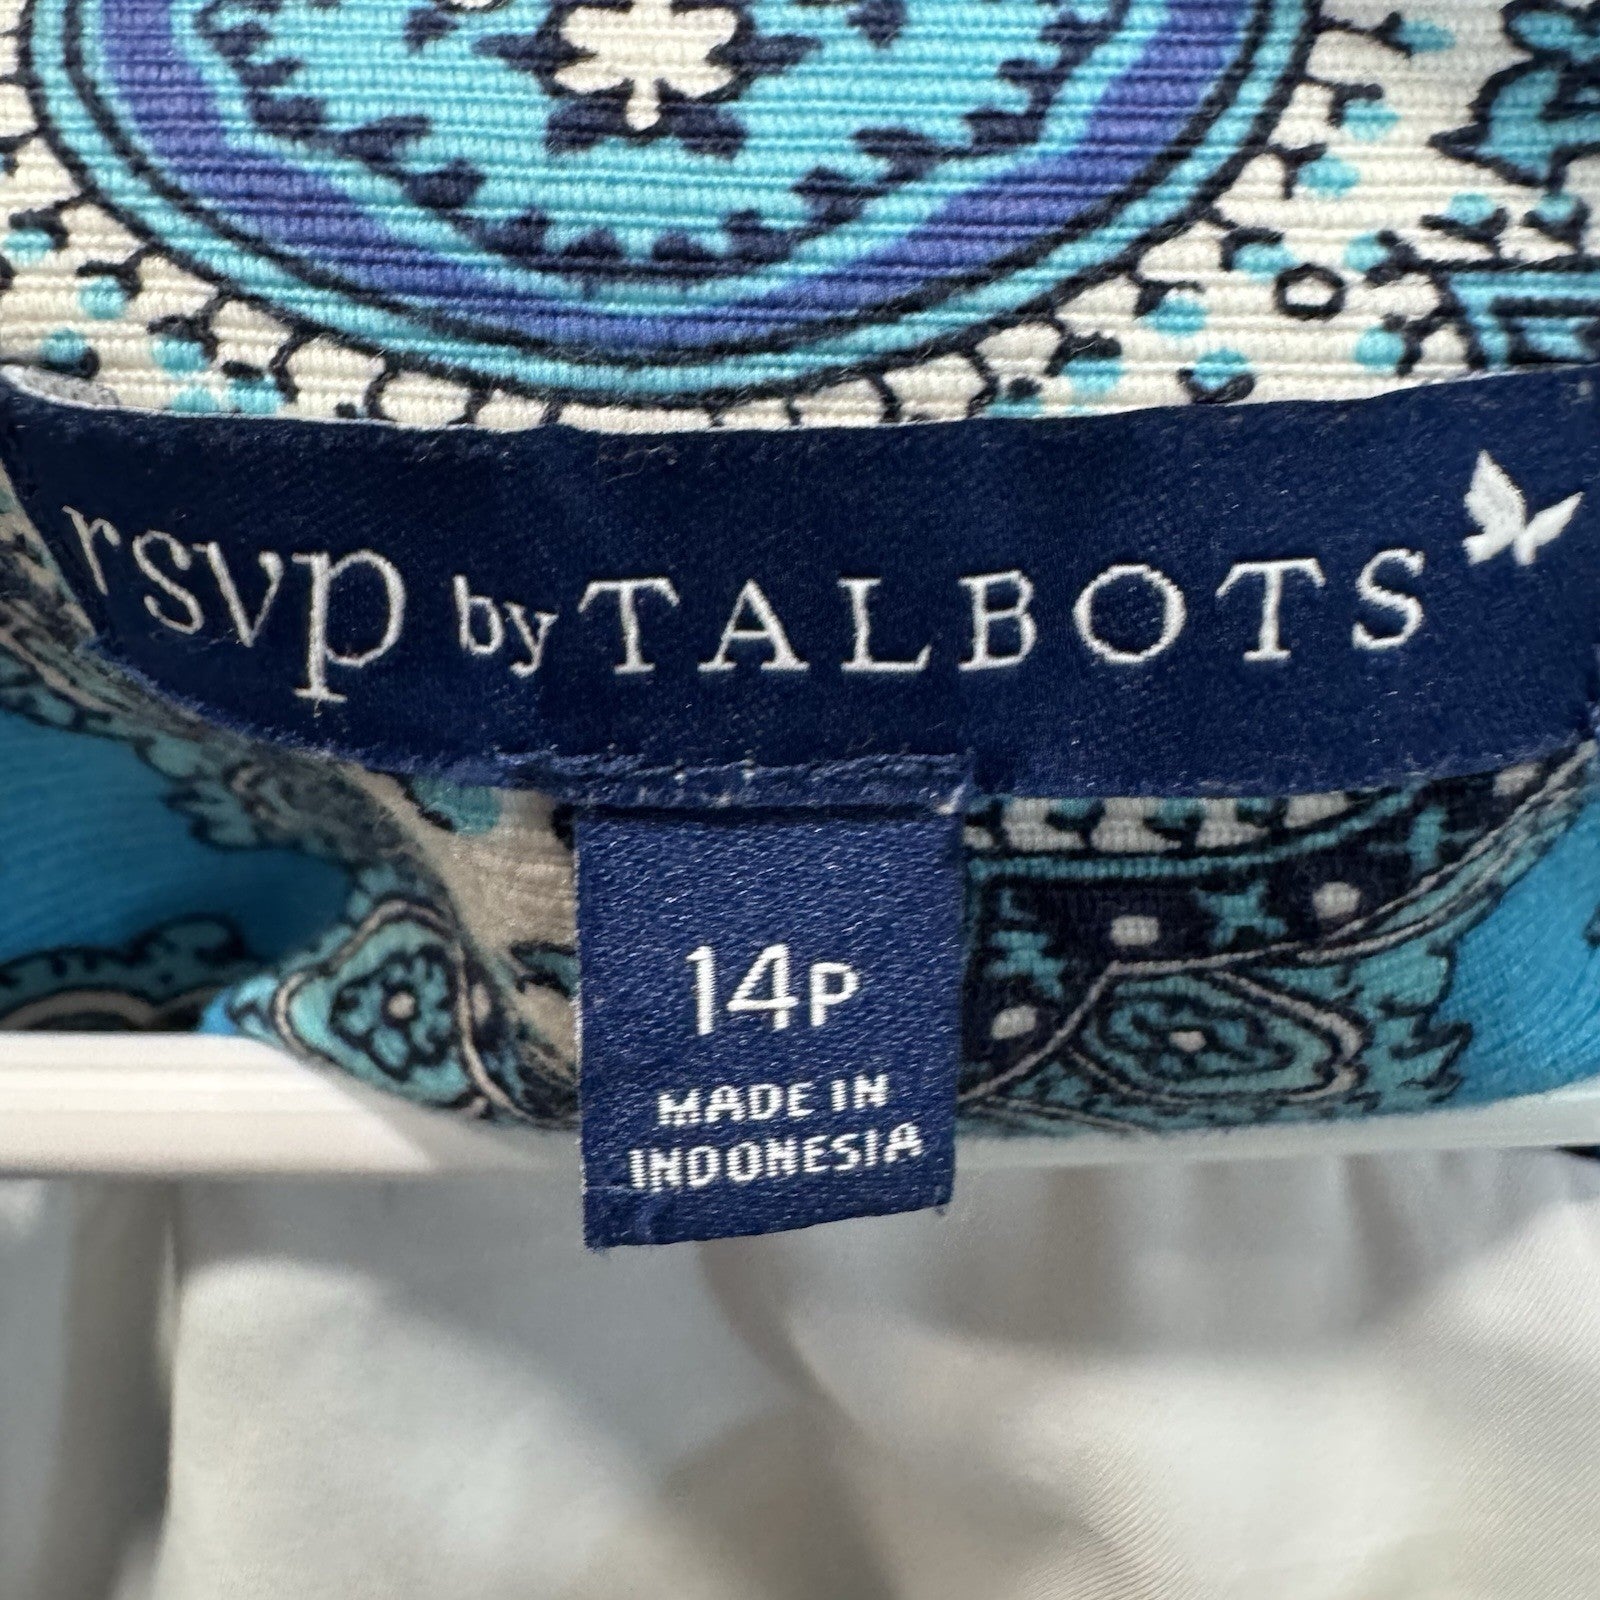 rsvp by TALBOTS
14P
MADE IN
INDONESIA